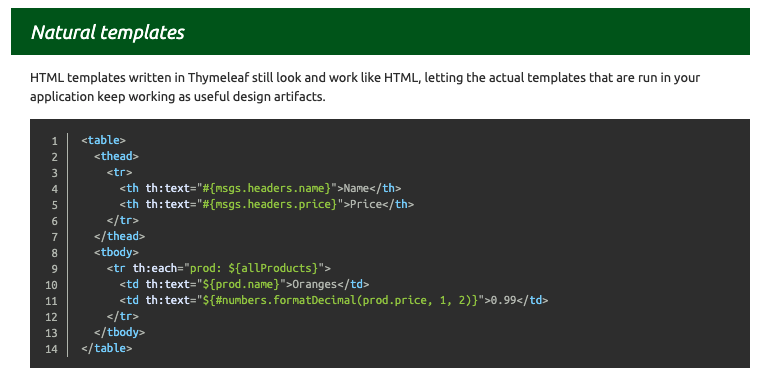 Natural templates
HTML templates written in Thymeleaf still look and work like HTML, letting the actual templates that are run in your
application keep working as useful design artifacts.
1 <table>
2   <thead>
3     <tr>
4       <th th:text="#{msgs.headers.name}">Name</th>
5       <th th:text="#{msgs.headers.price}">Price</th>
6     </tr>
7   </thead>
8   <tbody>
9     <tr th:each="prod: ${allProducts}">
10       <td th:text="${prod.name}">Oranges</td>
11       <td th:text="${#numbers.formatDecimal(prod.price, 1, 2)}">0.99</td>
12     </tr>
13   </tbody>
14 </table>